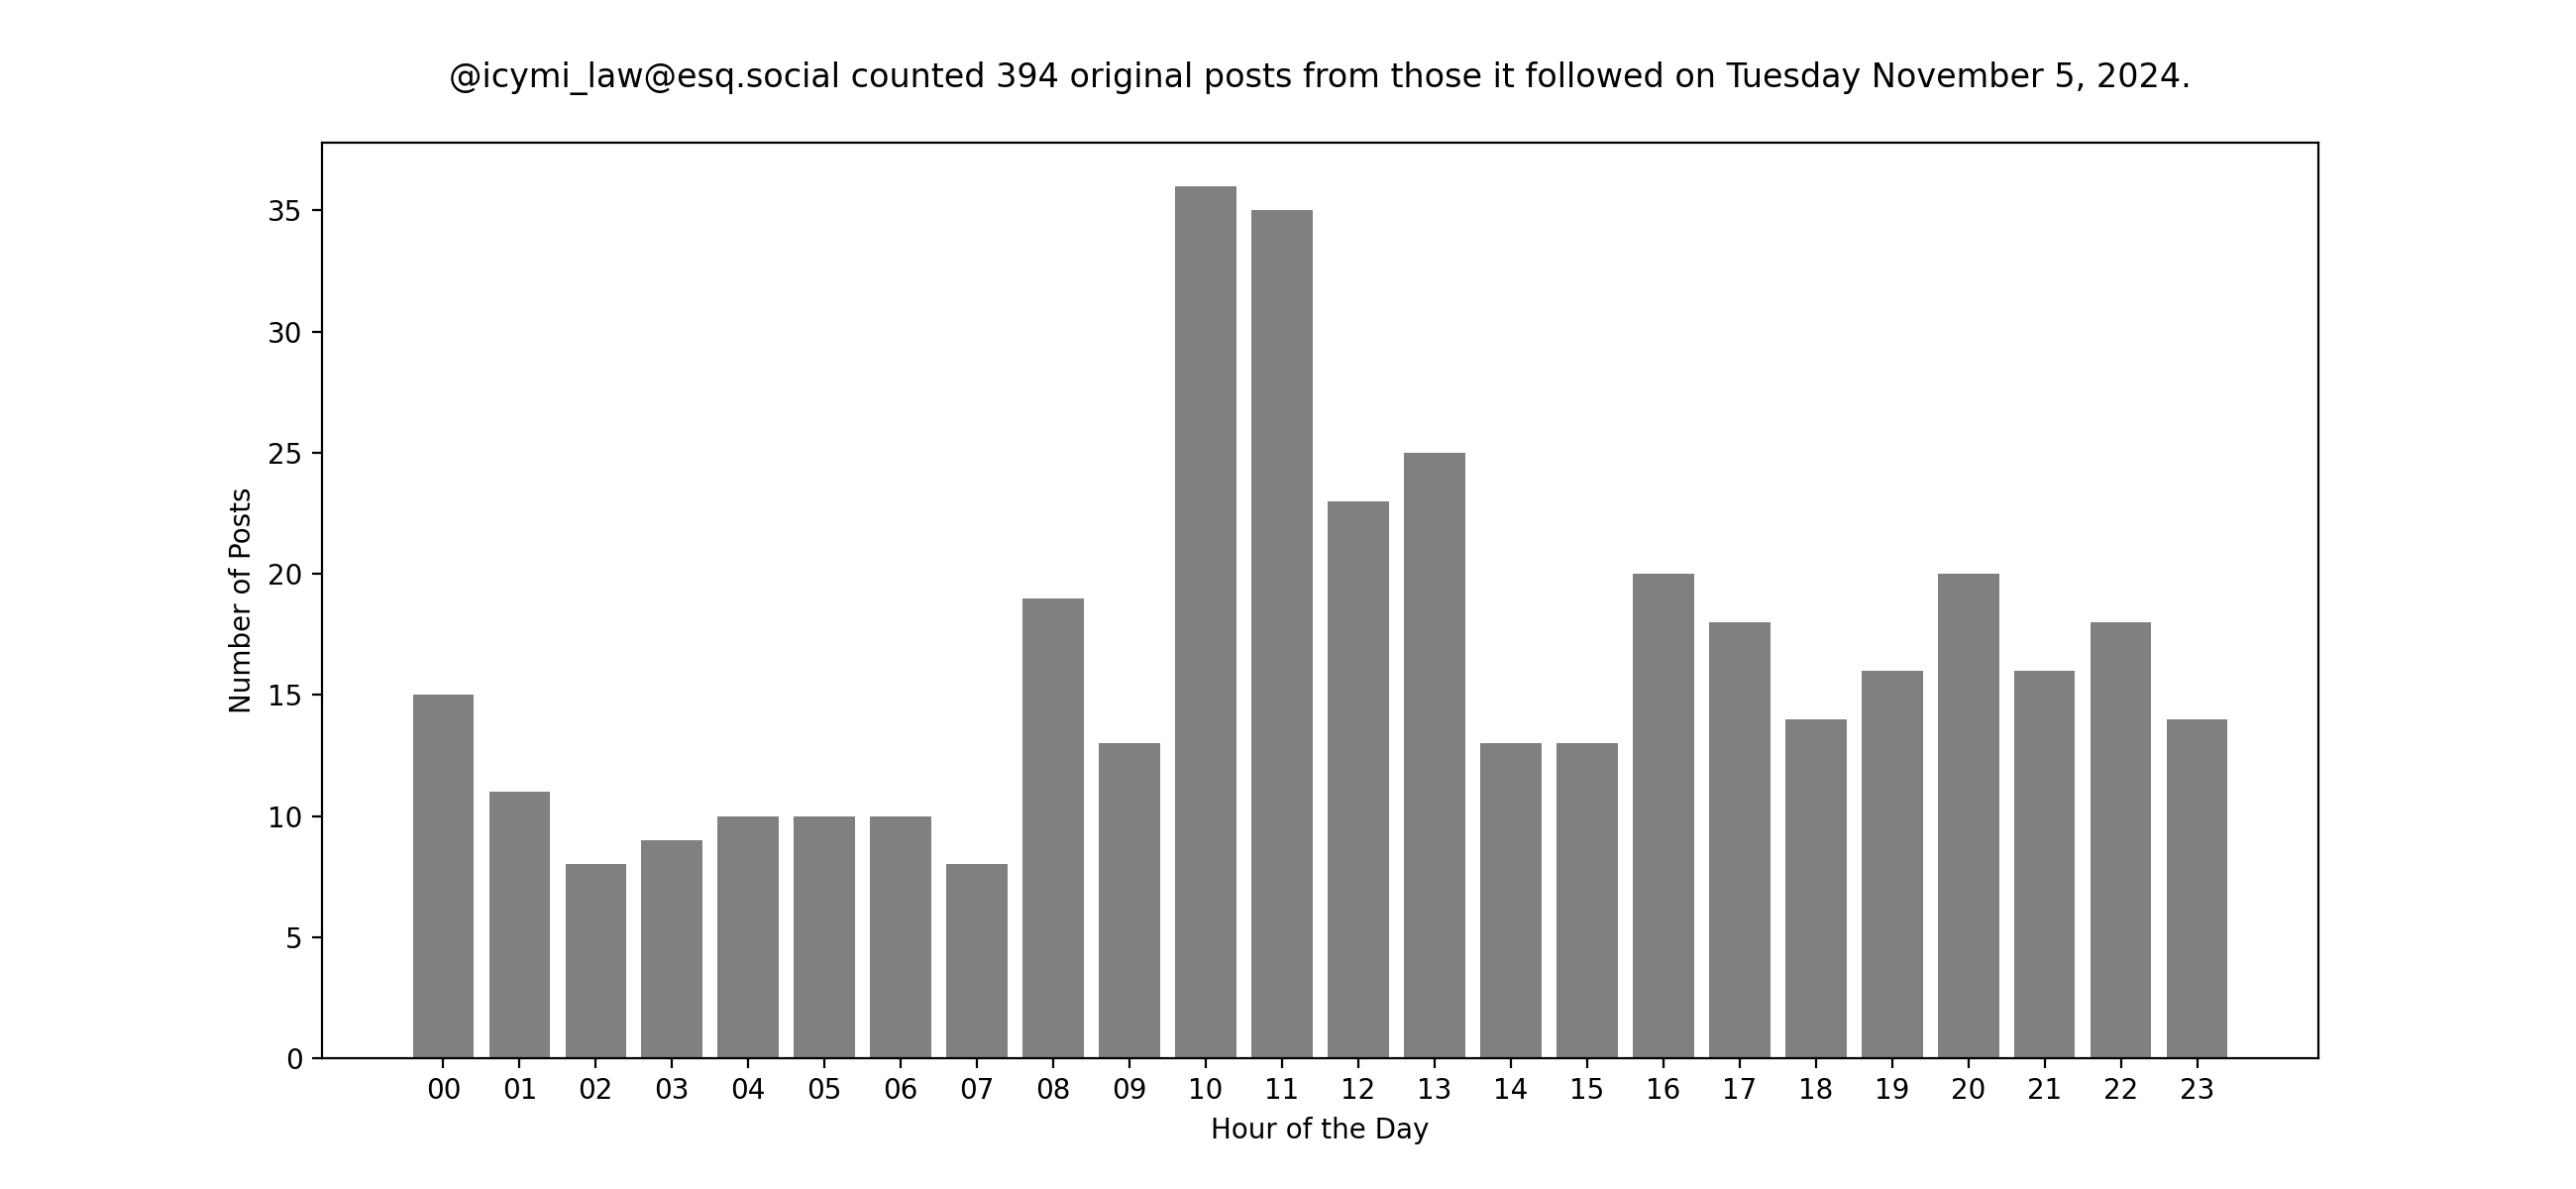 @icymi_law@esq.social counted 394 original posts from those it followed on Tuesday November 5, 2024.
35
30
25
20
15
10
5
0
Number of Posts
00 01 02 03 04 05 06 07 08 09 10 11 12 13 14 15 16 17 18 19 20 21 22 23
Hour of the Day